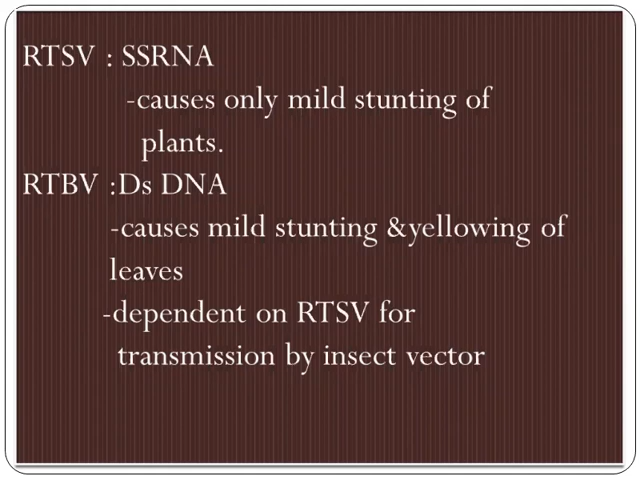 RTSV : SSRNA
-causes only mild stunting of
plants.
RTBV :Ds DNA
-causes mild stunting &yellowing of
leaves
-dependent on RTSV for
transmission by insect vector